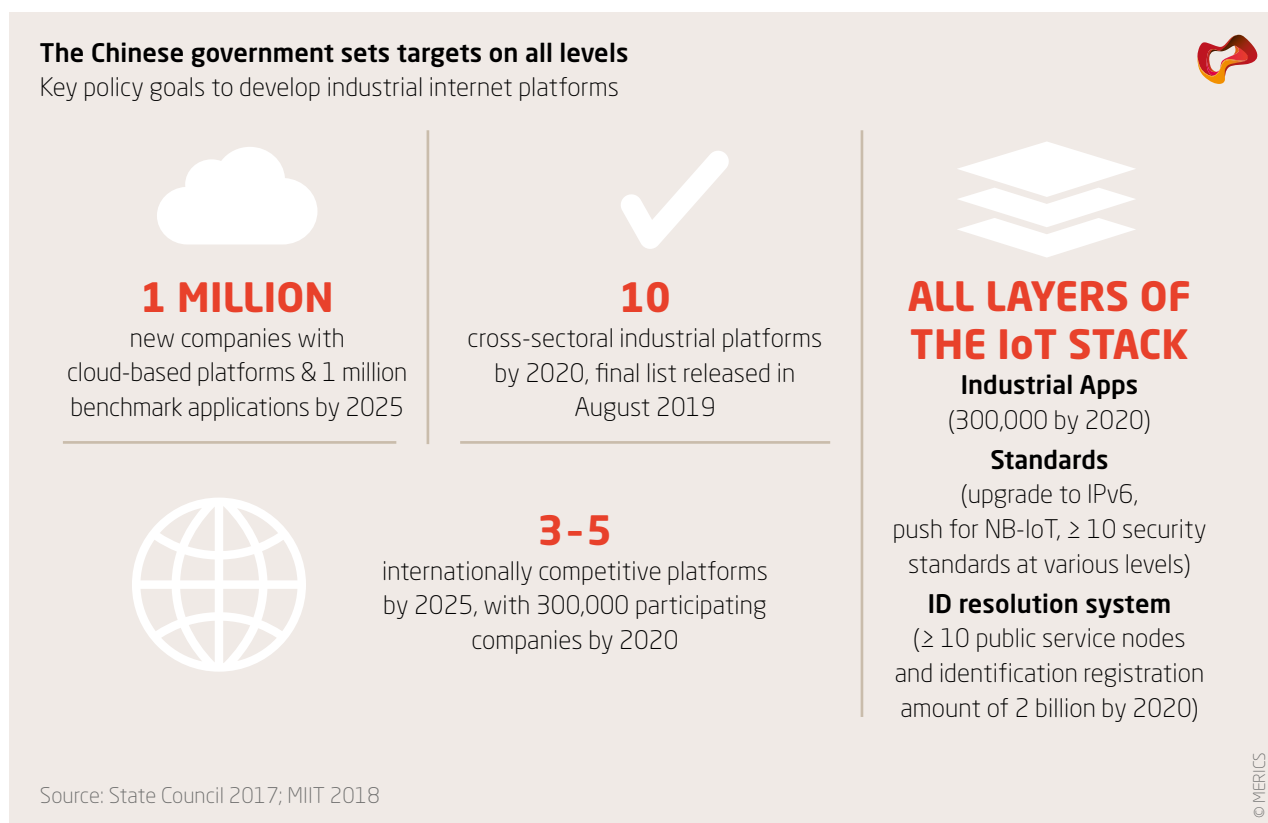 The Chinese government sets targets on all levels
Key policy goals to develop industrial internet platforms
1 MILLION
new companies with
cloud-based platforms & 1 million
benchmark applications by 2025
10
cross-sectoral industrial platforms
by 2020, final list released in
August 2019
3–5
internationally competitive platforms
by 2025, with 300,000 participating
companies by 2020
ALL LAYERS OF
THE IoT STACK
Industrial Apps
(300,000 by 2020)
Standards
(upgrade to IPv6,
push for NB-IoT, ≥ 10 security
standards at various levels)
ID resolution system
(≥ 10 public service nodes
and identification registration
amount of 2 billion by 2020)
Source: State Council 2017; MIIT 2018
© MERICS